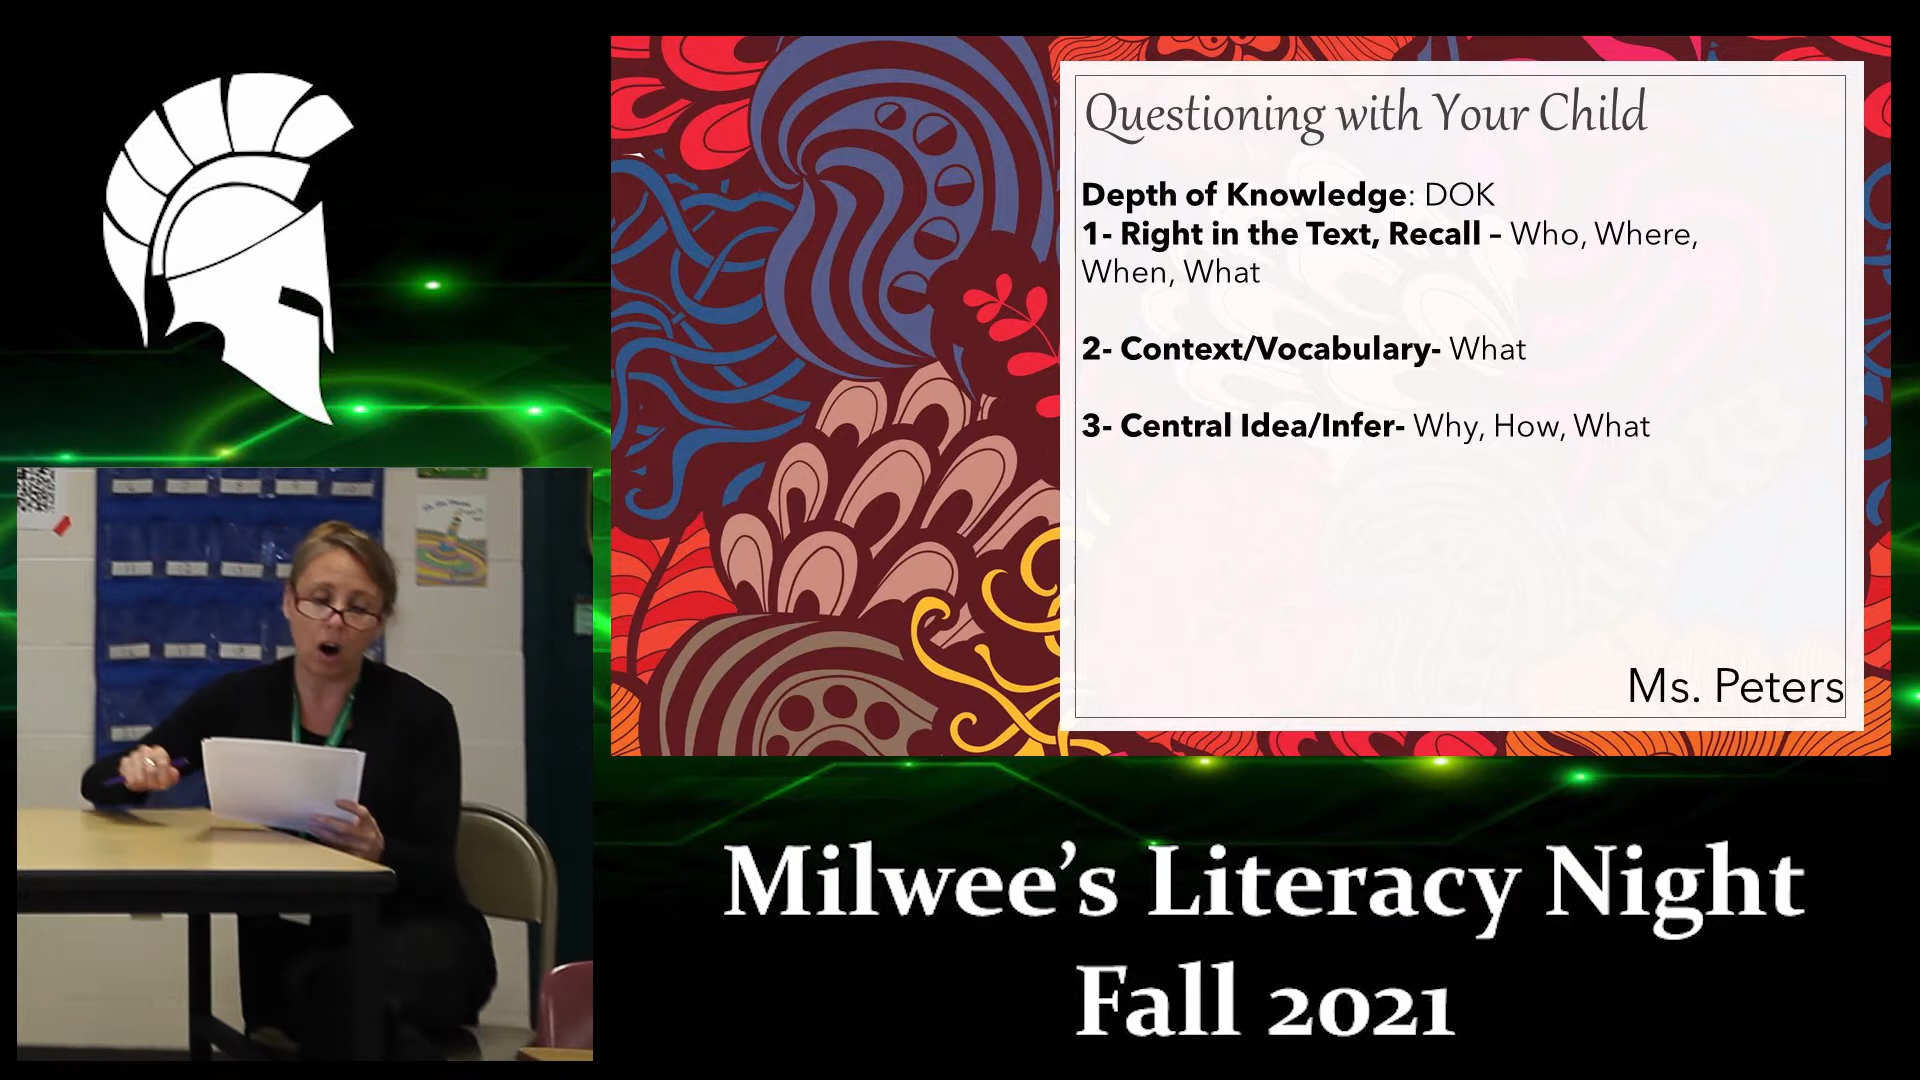 Questioning with Your Child
Depth of Knowledge: DOK
1- Right in the Text, Recall – Who, Where,
When, What
2- Context/Vocabulary- What
3- Central Idea/Infer- Why, How, What
Ms. Peters
Milwee’s Literacy Night
Fall 2021